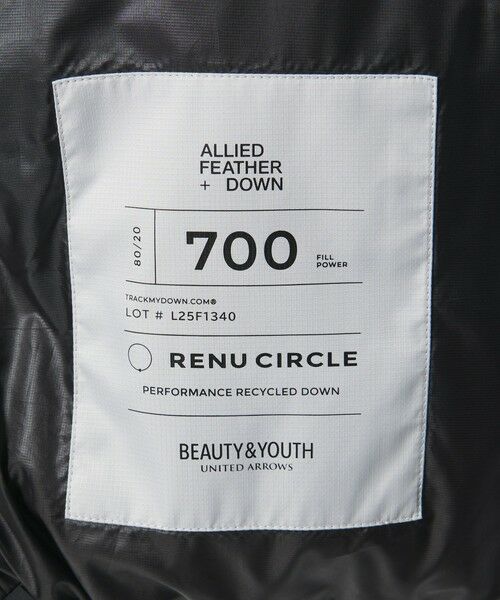 ALLIED
FEATHER
+ DOWN
80/20
700
FILL
POWER
TRACKMYDOWN.COM®
LOT # L25F1340
RENU CIRCLE
PERFORMANCE RECYCLED DOWN
BEAUTY&YOUTH
UNITED ARROWS